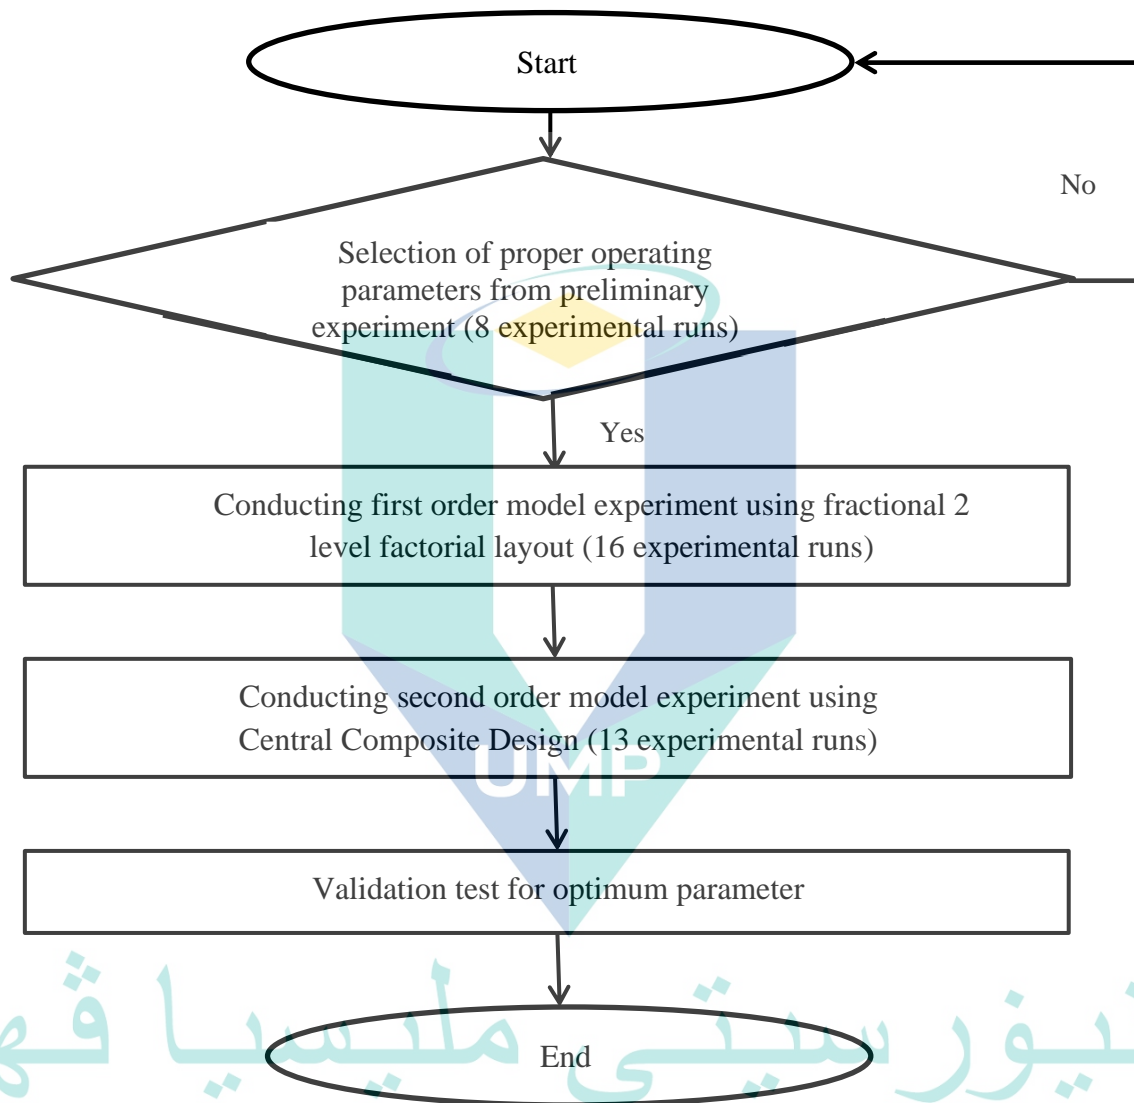 Start
No
Selection of proper operating
parameters from preliminary
experiment (8 experimental runs)
Yes
Conducting first order model experiment using fractional 2
level factorial layout (16 experimental runs)
Conducting second order model experiment using
Central Composite Design (13 experimental runs)
UMP
Validation test for optimum parameter
End